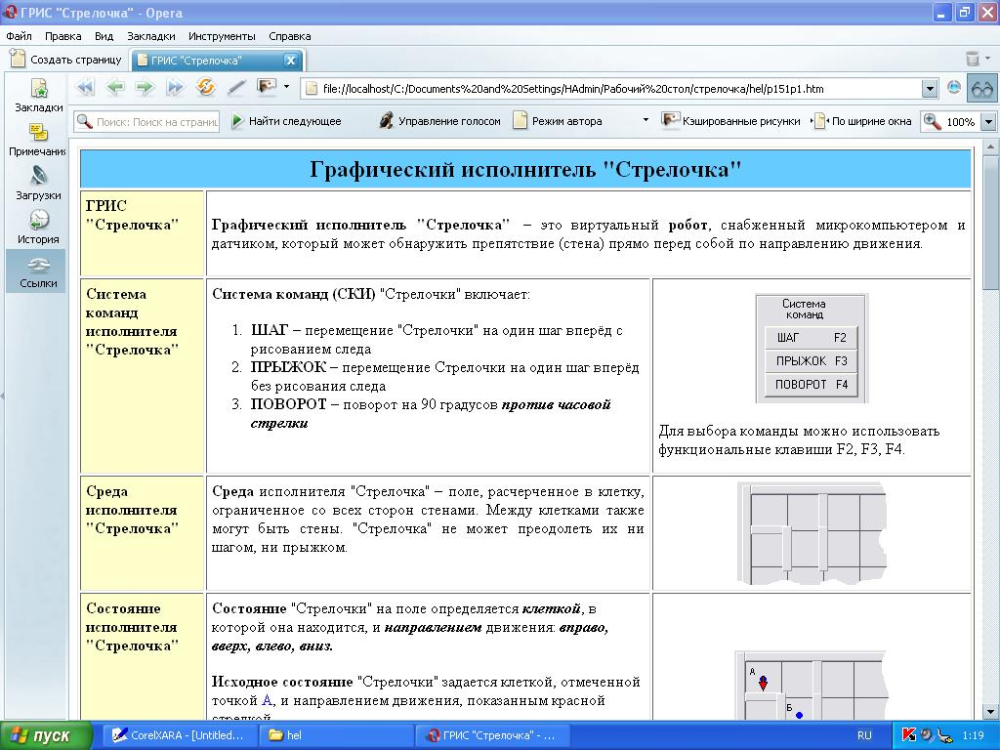 ГРИС "Стрелочка" - Opera
Файл Правка Вид Закладки Инструменты Справка
Создать страницу ГРИС "Стрелочка"
Закладки
Примечания
Загрузки
История
Ссылки
file://localhost/C:/Documents%20and%20Settings/HAdmin/Рабочий%20стол/стрелочка/hel/p151p1.htm
Поиск: Поиск на страниц Найти следующее Управление голосом Режим автора Кэшированные рисунки По ширине окна 100%
Графический исполнитель "Стрелочка"
ГРИС
"Стрелочка"
Графический исполнитель "Стрелочка" – это виртуальный робот, снабженный микрокомпьютером и
датчиком, который может обнаружить препятствие (стена) прямо перед собой по направлению движения.
Система
команд
исполнителя
"Стрелочка"
Система команд (СКИ) "Стрелочки" включает:
1. ШАГ – перемещение "Стрелочки" на один шаг вперёд с
рисованием следа
2. ПРЫЖОК – перемещение Стрелочки на один шаг вперёд
без рисования следа
3. ПОВОРОТ – поворот на 90 градусов против часовой
стрелки
Система
команд
ШАГ F2
ПРЫЖОК F3
ПОВОРОТ F4
Для выбора команды можно использовать
функциональные клавиши F2, F3, F4.
Среда
исполнителя
"Стрелочка"
Среда исполнителя "Стрелочка" – поле, расчерченное в клетку,
ограниченное со всех сторон стенами. Между клетками также
могут быть стены. "Стрелочка" не может преодолеть их ни
шагом, ни прыжком.
Состояние
исполнителя
"Стрелочка"
Состояние "Стрелочки" на поле определяется клеткой, в
которой она находится, и направлением движения: вправо,
вверх, влево, вниз.
Исходное состояние "Стрелочки" задается клеткой, отмеченной
точкой А, и направлением движения, показанным красной
стрелкой
А
Б
пуск CorelXARA - [Untitled... hel ГРИС "Стрелочка" - ... RU 1:19